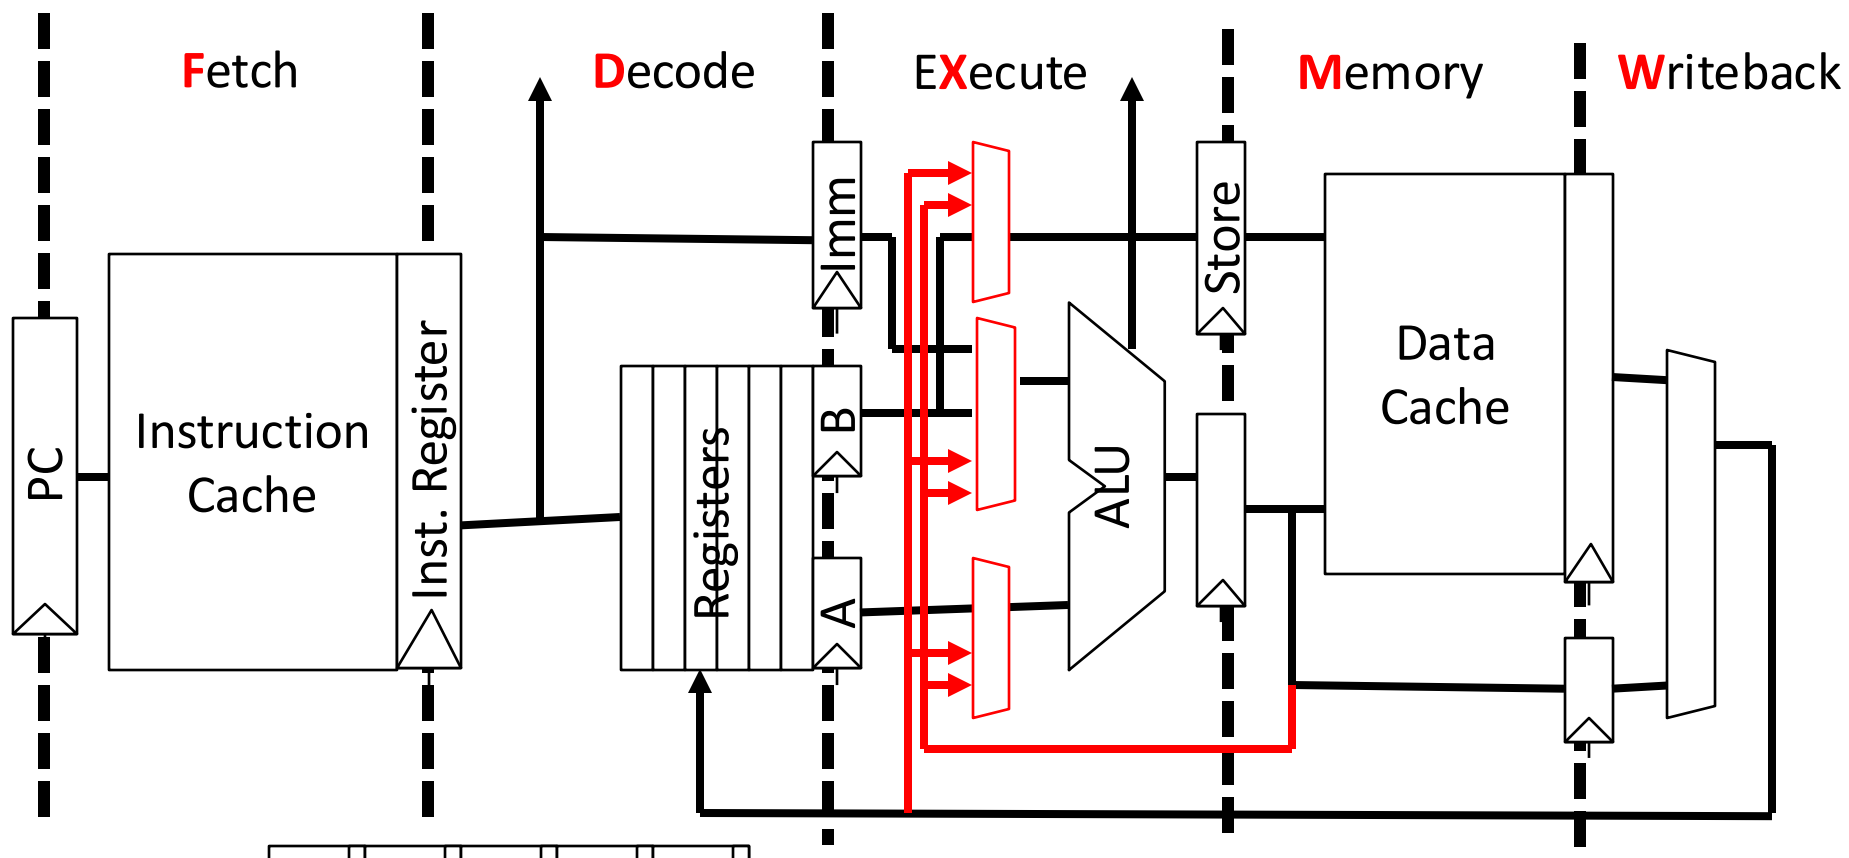 Fetch
Decode
EXecute
Memory
Writeback
PC
Instruction
Cache
Inst. Register
Registers
Imm
B
A
ALU
Store
Data
Cache